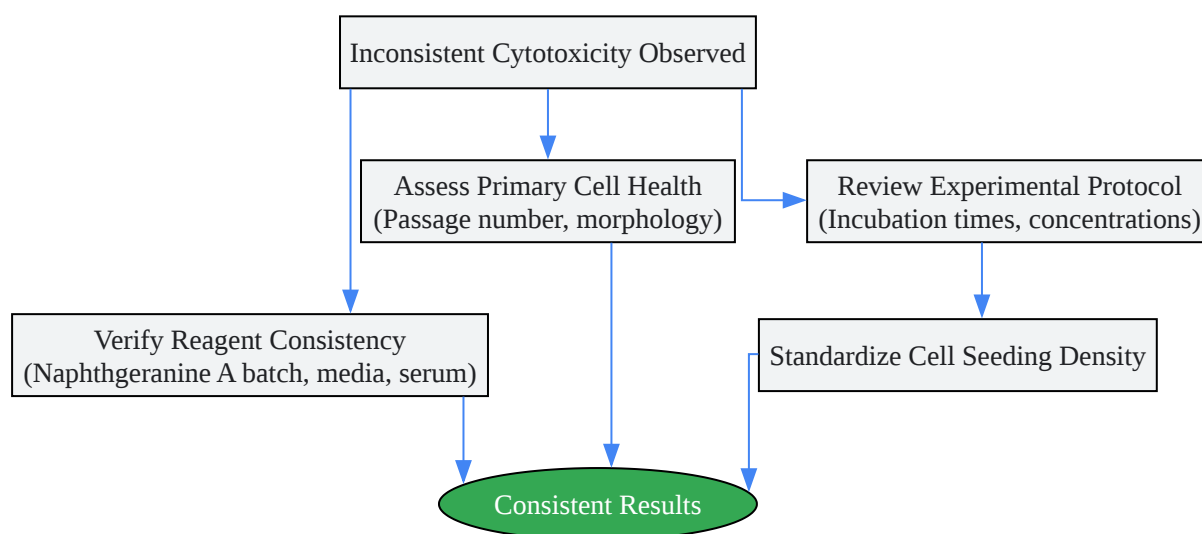 Inconsistent Cytotoxicity Observed
Assess Primary Cell Health
(Passage number, morphology)
Review Experimental Protocol
(Incubation times, concentrations)
Verify Reagent Consistency
(Naphthgeranine A batch, media, serum)
Standardize Cell Seeding Density
Consistent Results